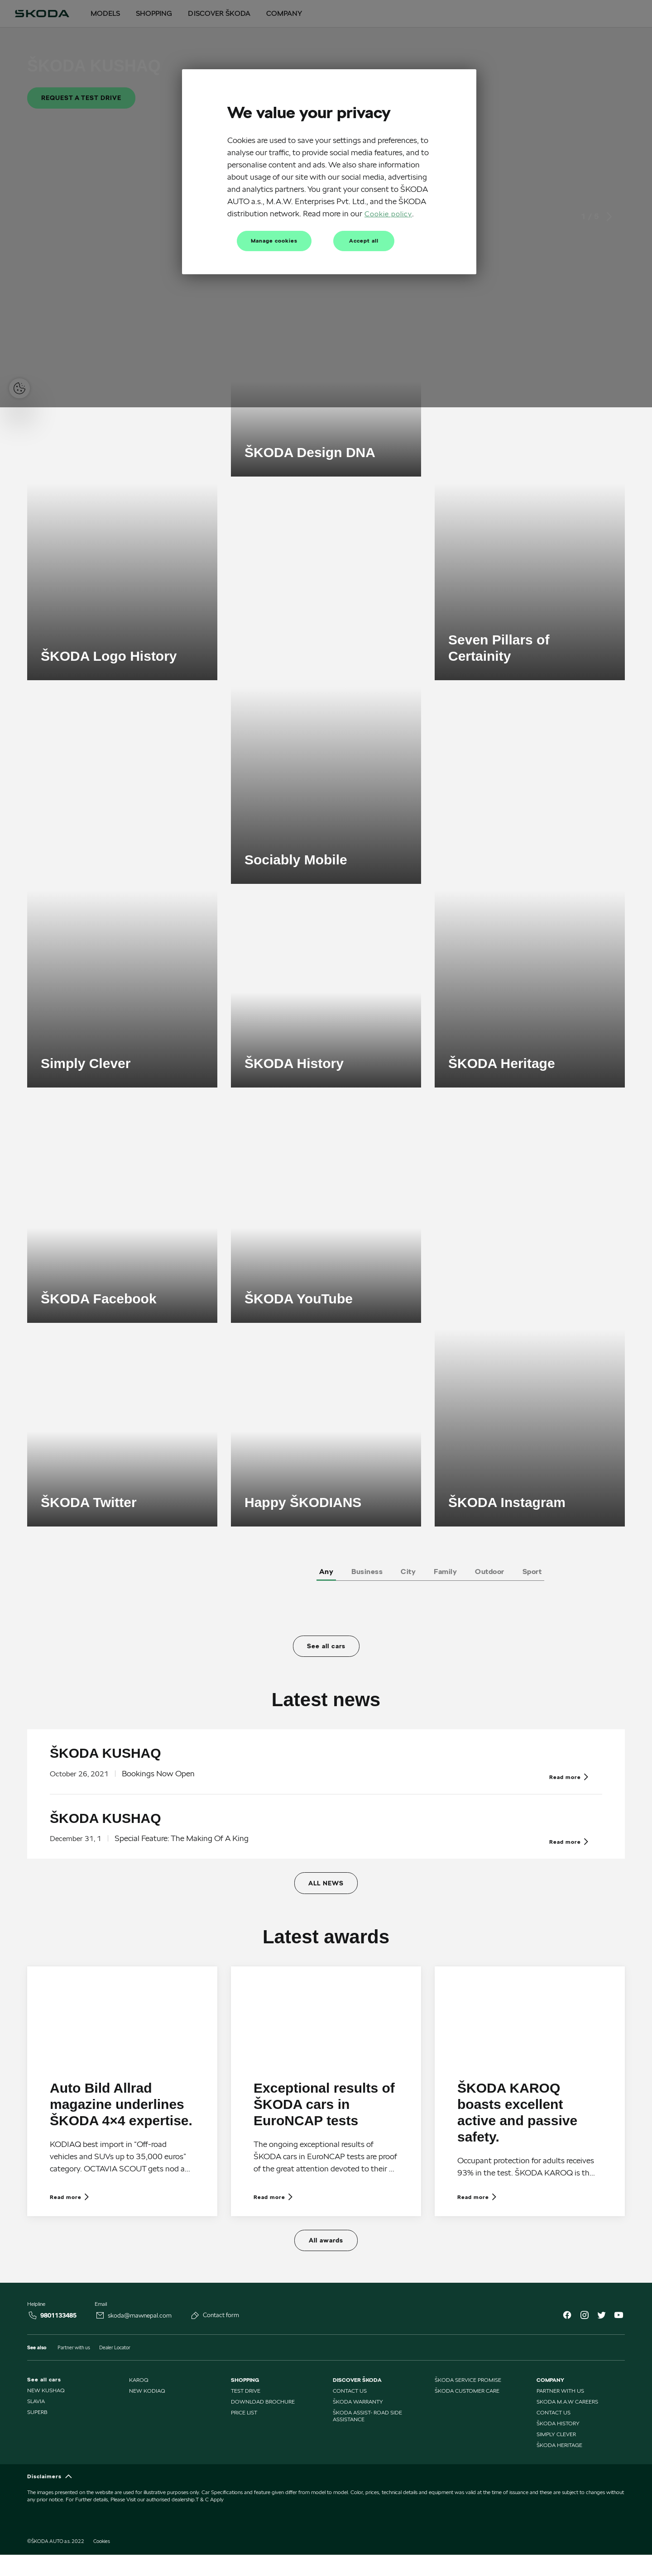 ŠKODA
MODELS
SHOPPING
DISCOVER ŠKODA
COMPANY
ŠKODA KUSHAQ
REQUEST A TEST DRIVE
We value your privacy
Cookies are used to save your settings and preferences, to
analyse our traffic, to provide social media features, and to
personalise content and ads. We also share information
about usage of our site with our social media, advertising
and analytics partners. You grant your consent to ŠKODA
AUTO a.s., M.A.W. Enterprises Pvt. Ltd., and the ŠKODA
distribution network. Read more in our Cookie policy.
Manage cookies
Accept all
ŠKODA Design DNA
ŠKODA Logo History
Seven Pillars of
Certainity
Sociably Mobile
Simply Clever
ŠKODA History
ŠKODA Heritage
ŠKODA Facebook
ŠKODA YouTube
ŠKODA Twitter
Happy ŠKODIANS
ŠKODA Instagram
Any
Business
City
Family
Outdoor
Sport
See all cars
Latest news
ŠKODA KUSHAQ
October 26, 2021 | Bookings Now Open
Read more
ŠKODA KUSHAQ
December 31, 1 | Special Feature: The Making Of A King
Read more
ALL NEWS
Latest awards
Auto Bild Allrad
magazine underlines
ŠKODA 4×4 expertise.
KODIAQ best import in "Off-road
vehicles and SUVs up to 35,000 euros"
category. OCTAVIA SCOUT gets nod a...
Read more
Exceptional results of
ŠKODA cars in
EuroNCAP tests
The ongoing exceptional results of
ŠKODA cars in EuroNCAP tests are proof
of the great attention devoted to their ...
Read more
ŠKODA KAROQ
boasts excellent
active and passive
safety.
Occupant protection for adults receives
93% in the test. ŠKODA KAROQ is th...
Read more
All awards
Helpline
9801133485
Email
skoda@mawnepal.com
Contact form
See also
Partner with us
Dealer Locator
See all cars
NEW KUSHAQ
SLAVIA
SUPERB
KAROQ
NEW KODIAQ
SHOPPING
TEST DRIVE
DOWNLOAD BROCHURE
PRICE LIST
DISCOVER ŠKODA
CONTACT US
ŠKODA WARRANTY
ŠKODA ASSIST- ROAD SIDE
ASSISTANCE
ŠKODA SERVICE PROMISE
ŠKODA CUSTOMER CARE
COMPANY
PARTNER WITH US
SKODA M.A.W CAREERS
CONTACT US
ŠKODA HISTORY
SIMPLY CLEVER
ŠKODA HERITAGE
Disclaimers
The images presented on the website are used for illustrative purposes only. Car Specifications and feature given differ from model to model. Color, prices, technical details and equipment was valid at the time of issuance and these are subject to changes without
any prior notice. For Further details, Please Visit our authorised dealership.T & C Apply
©ŠKODA AUTO a.s. 2022
Cookies